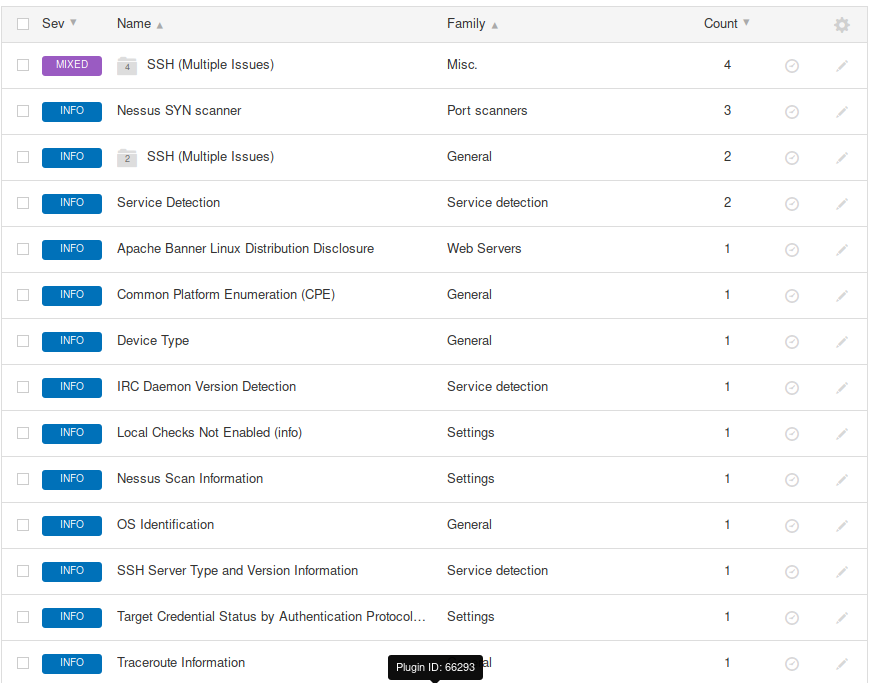 Sev Name Family Count
MIXED 4 SSH (Multiple Issues) Misc. 4
INFO Nessus SYN scanner Port scanners 3
INFO 2 SSH (Multiple Issues) General 2
INFO Service Detection Service detection 2
INFO Apache Banner Linux Distribution Disclosure Web Servers 1
INFO Common Platform Enumeration (CPE) General 1
INFO Device Type General 1
INFO IRC Daemon Version Detection Service detection 1
INFO Local Checks Not Enabled (info) Settings 1
INFO Nessus Scan Information Settings 1
INFO OS Identification General 1
INFO SSH Server Type and Version Information Service detection 1
INFO Target Credential Status by Authentication Protocol... Settings 1
INFO Traceroute Information 1
Plugin ID: 66293